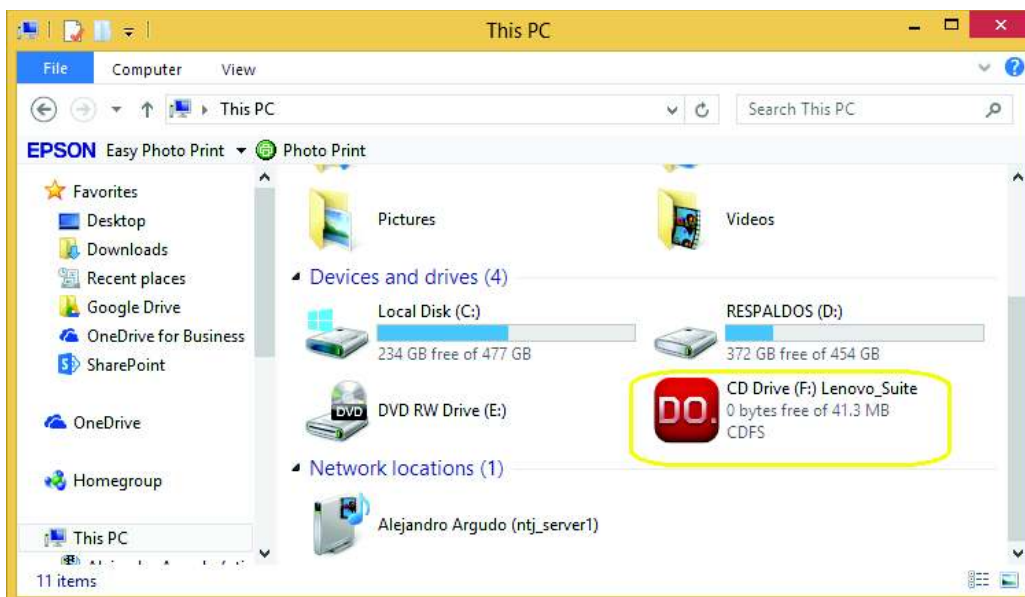 This PC
File Computer View
This PC Search This PC
EPSON Easy Photo Print Photo Print
Favorites
Desktop
Downloads
Recent places
Google Drive
OneDrive for Business
SharePoint
OneDrive
Homegroup
This PC
Pictures Videos
Devices and drives (4)
Local Disk (C:)
234 GB free of 477 GB
RESPALDOS (D:)
372 GB free of 454 GB
DVD
DVD RW Drive (E:)
DO.
CD Drive (F:) Lenovo_Suite
0 bytes free of 41.3 MB
CDFS
Network locations (1)
Alejandro Argudo (ntj_server1)
11 items